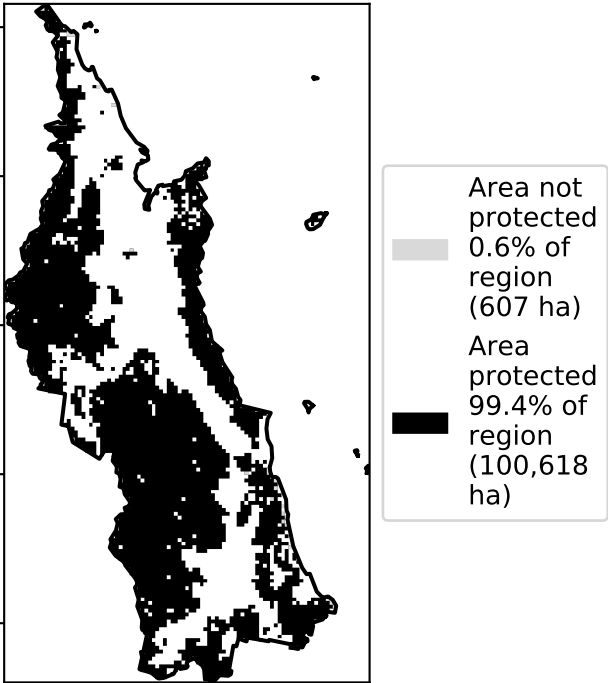 Area not
protected
0.6% of
region
(607 ha)
Area
protected
99.4% of
region
(100,618
ha)